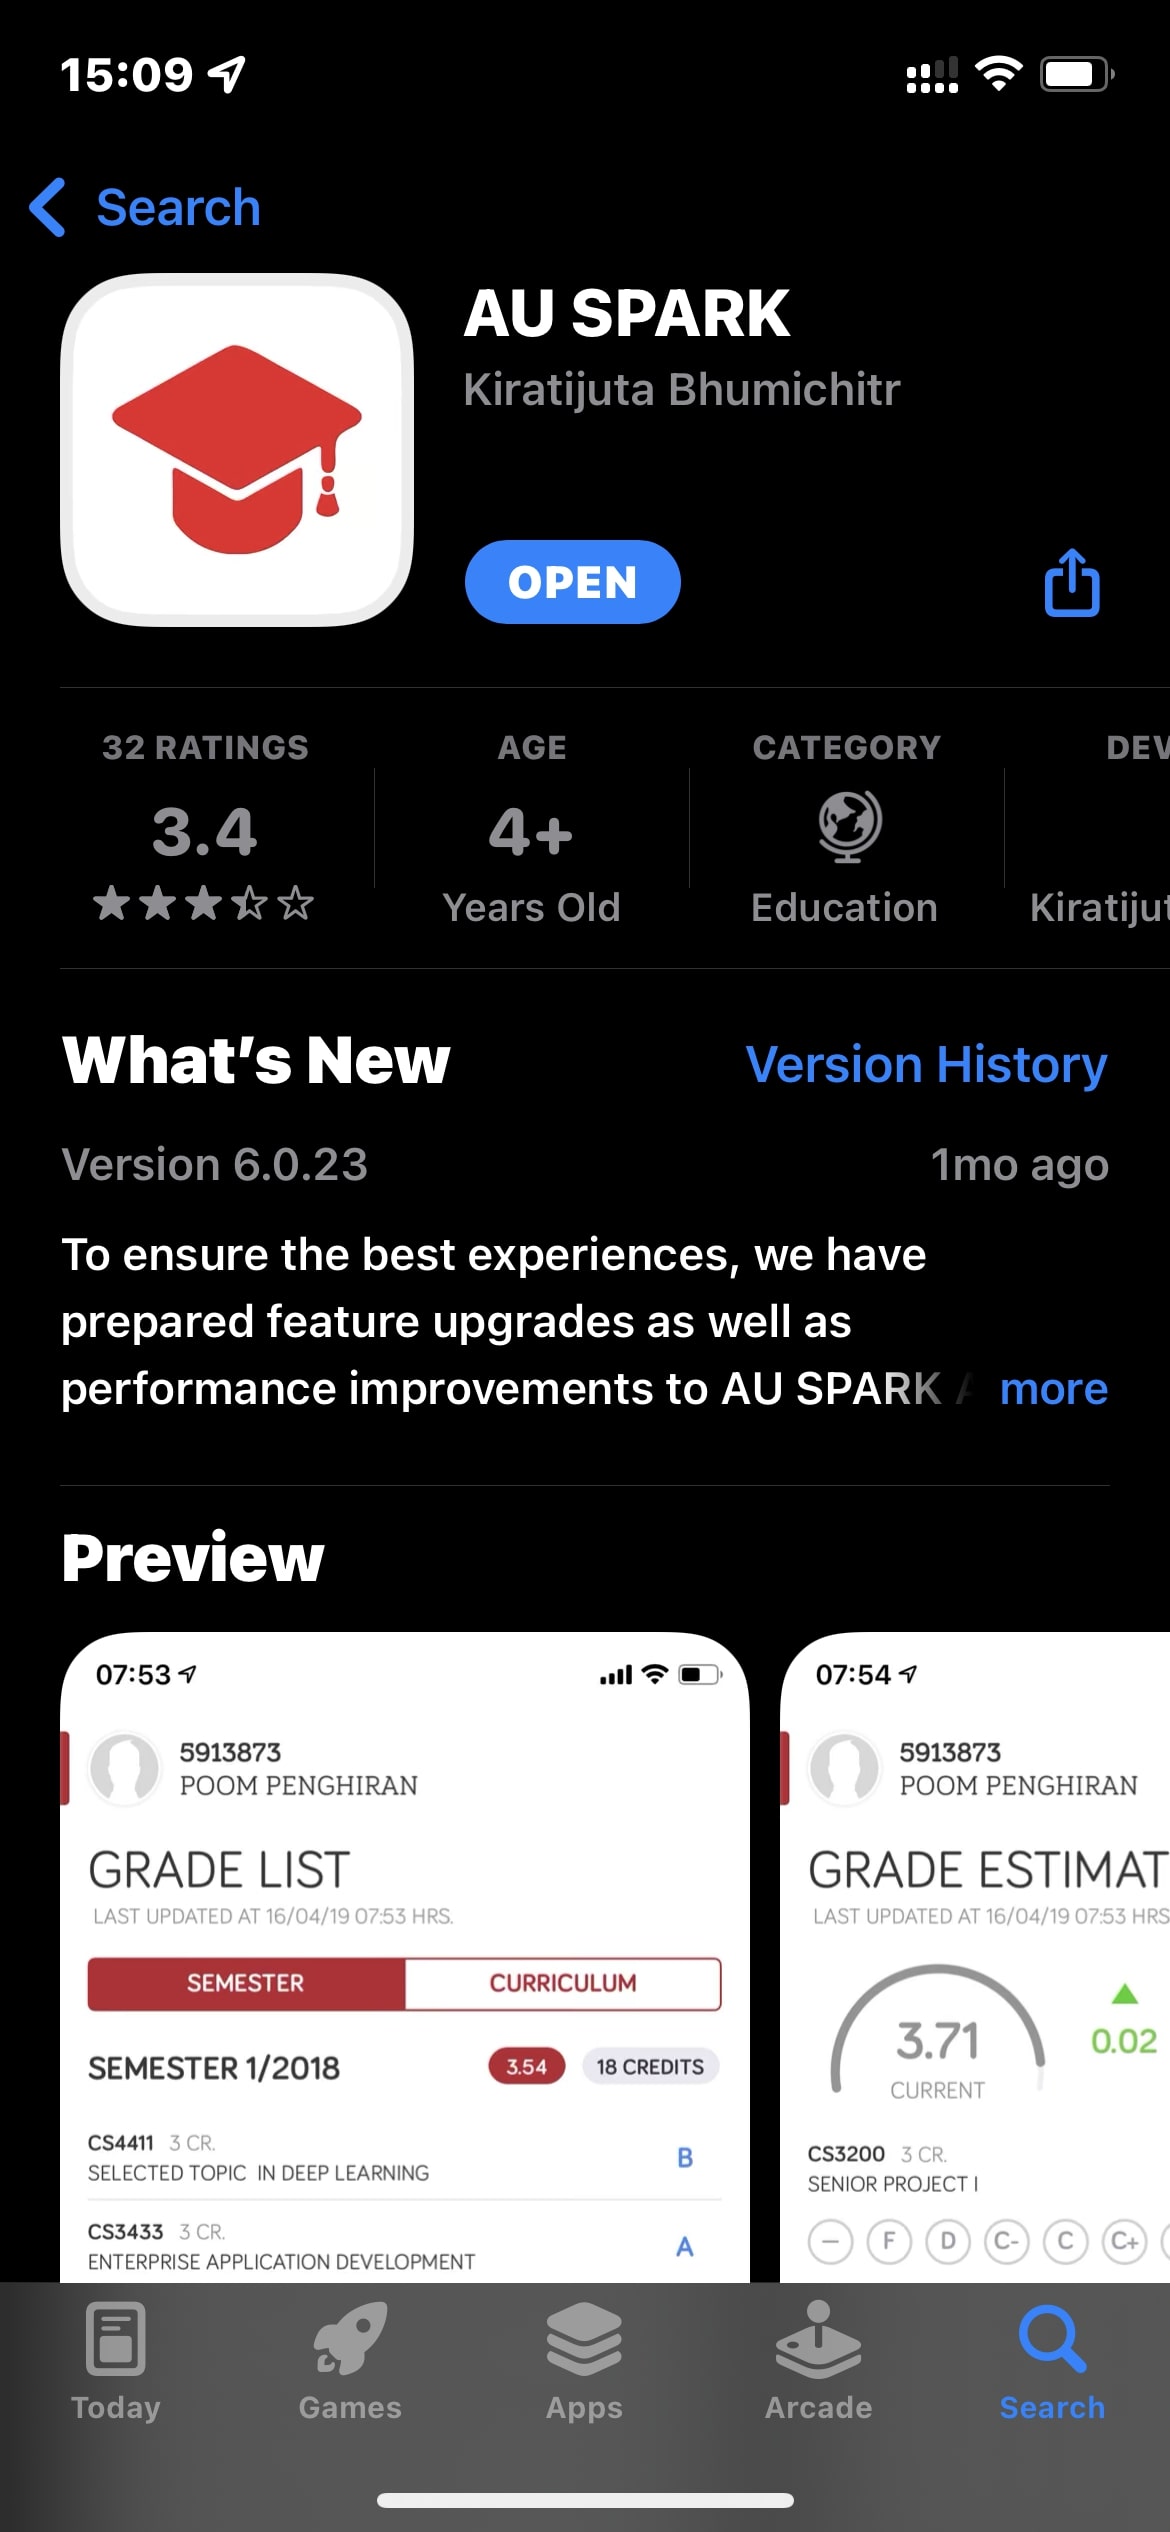 15:09
Search
AU SPARK
Kiratijuta Bhumichitr
OPEN
32 RATINGS
3.4
AGE
4+
Years Old
CATEGORY
Education
DEV
Kiratijut
What's New
Version History
Version 6.0.23
1mo ago
To ensure the best experiences, we have
prepared feature upgrades as well as
performance improvements to AU SPARK A more
Preview
07:53
5913873
POOM PENGHIRAN
GRADE LIST
LAST UPDATED AT 16/04/19 07:53 HRS.
SEMESTER
CURRICULUM
SEMESTER 1/2018
3.54
18 CREDITS
CS4411 3 CR.
SELECTED TOPIC IN DEEP LEARNING
B
CS3433 3 CR.
ENTERPRISE APPLICATION DEVELOPMENT
A
07:54
5913873
POOM PENGHIRAN
GRADE ESTIMAT
LAST UPDATED AT 16/04/19 07:53 HRS
3.71
CURRENT
0.02
CS3200 3 CR.
SENIOR PROJECT I
– F D C- C C+
Today
Games
Apps
Arcade
Search